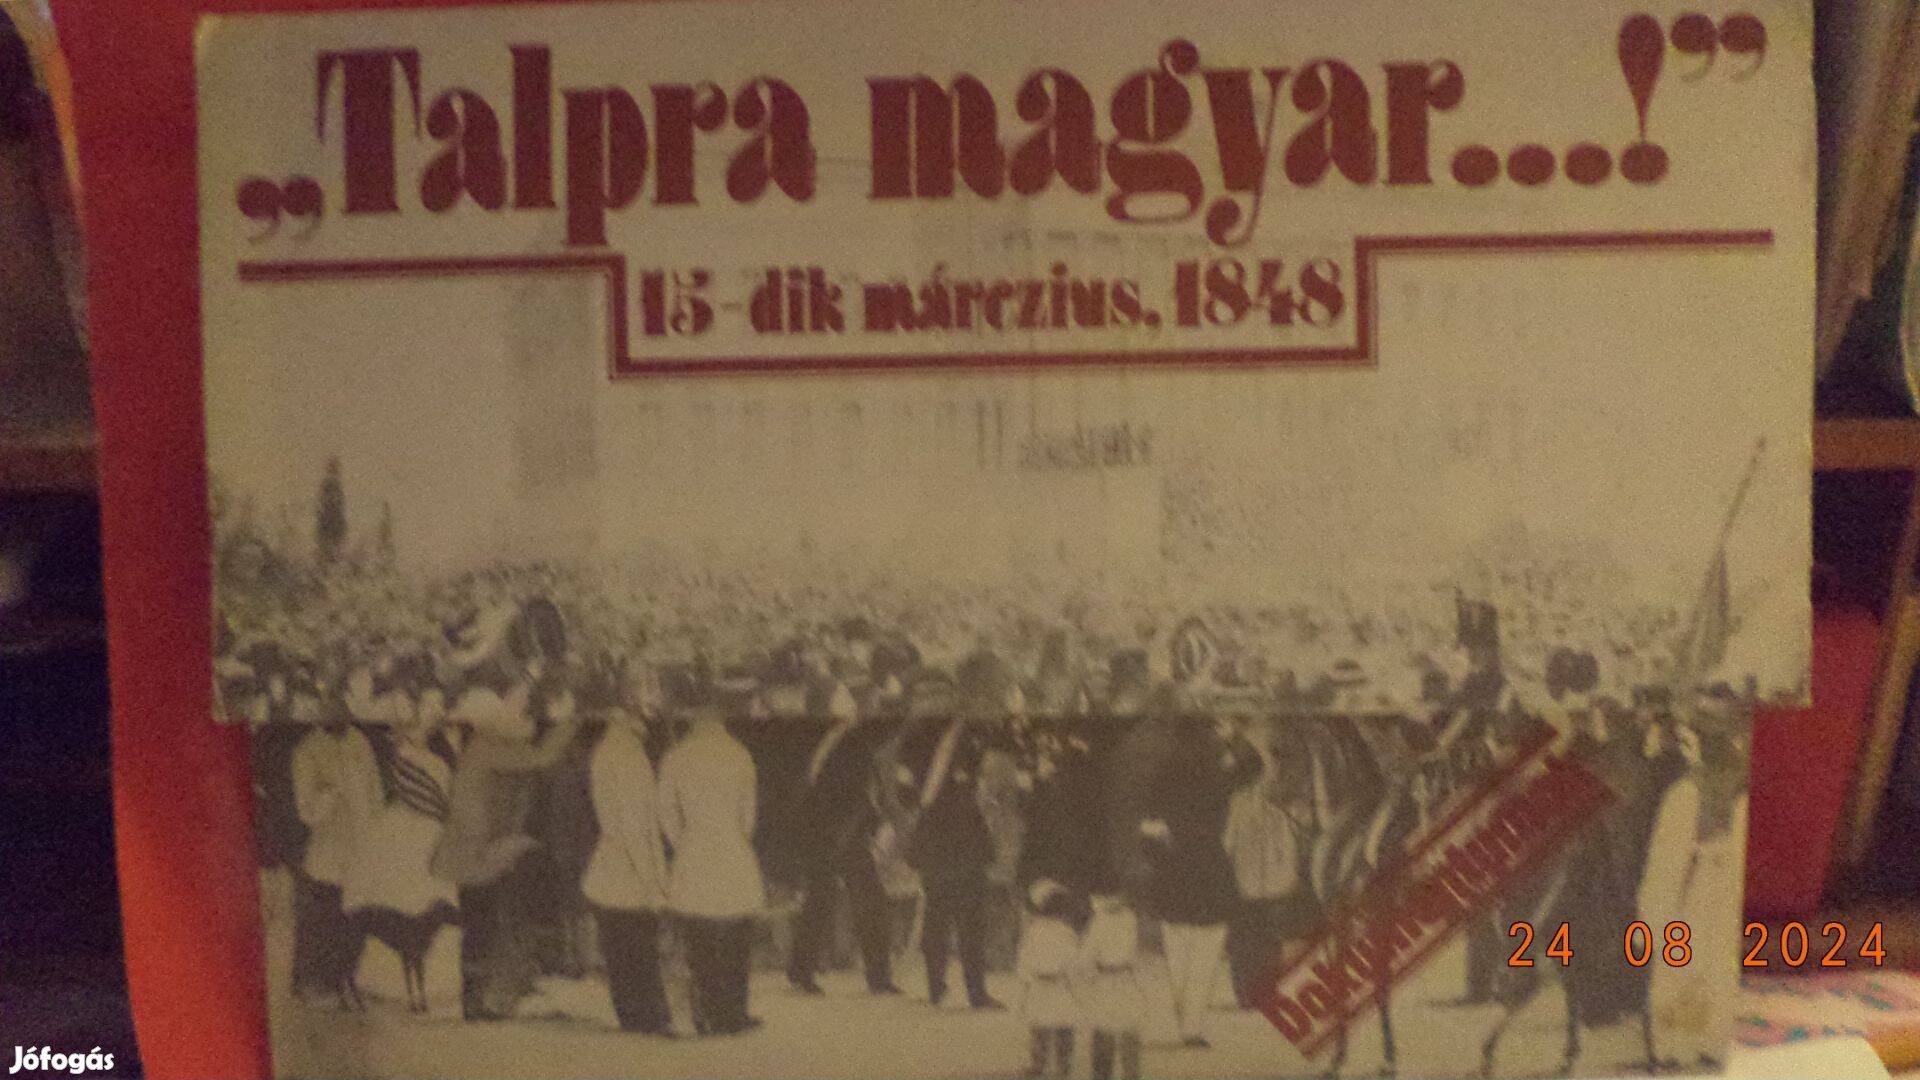 „Talpra magyar....!”
15-dik márczius, 1848
24 08 2024
Jófogás